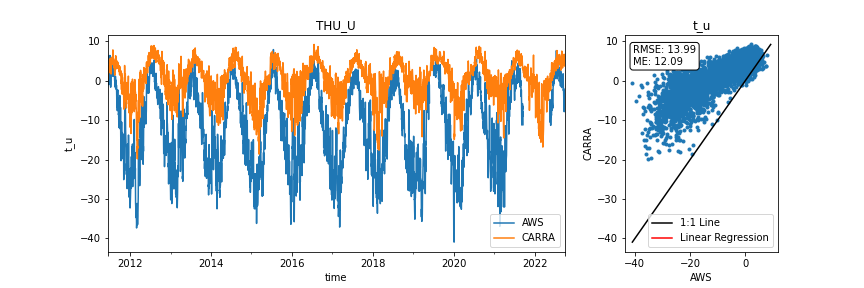 THU_U
t_u
10
0
−10
−20
−30
−40
2012
2014
2016
2018
2020
2022
time
AWS
CARRA
t_u
CARRA
10
0
−10
−20
−30
−40
RMSE: 13.99
ME: 12.09
1:1 Line
Linear Regression
−40
−20
0
AWS